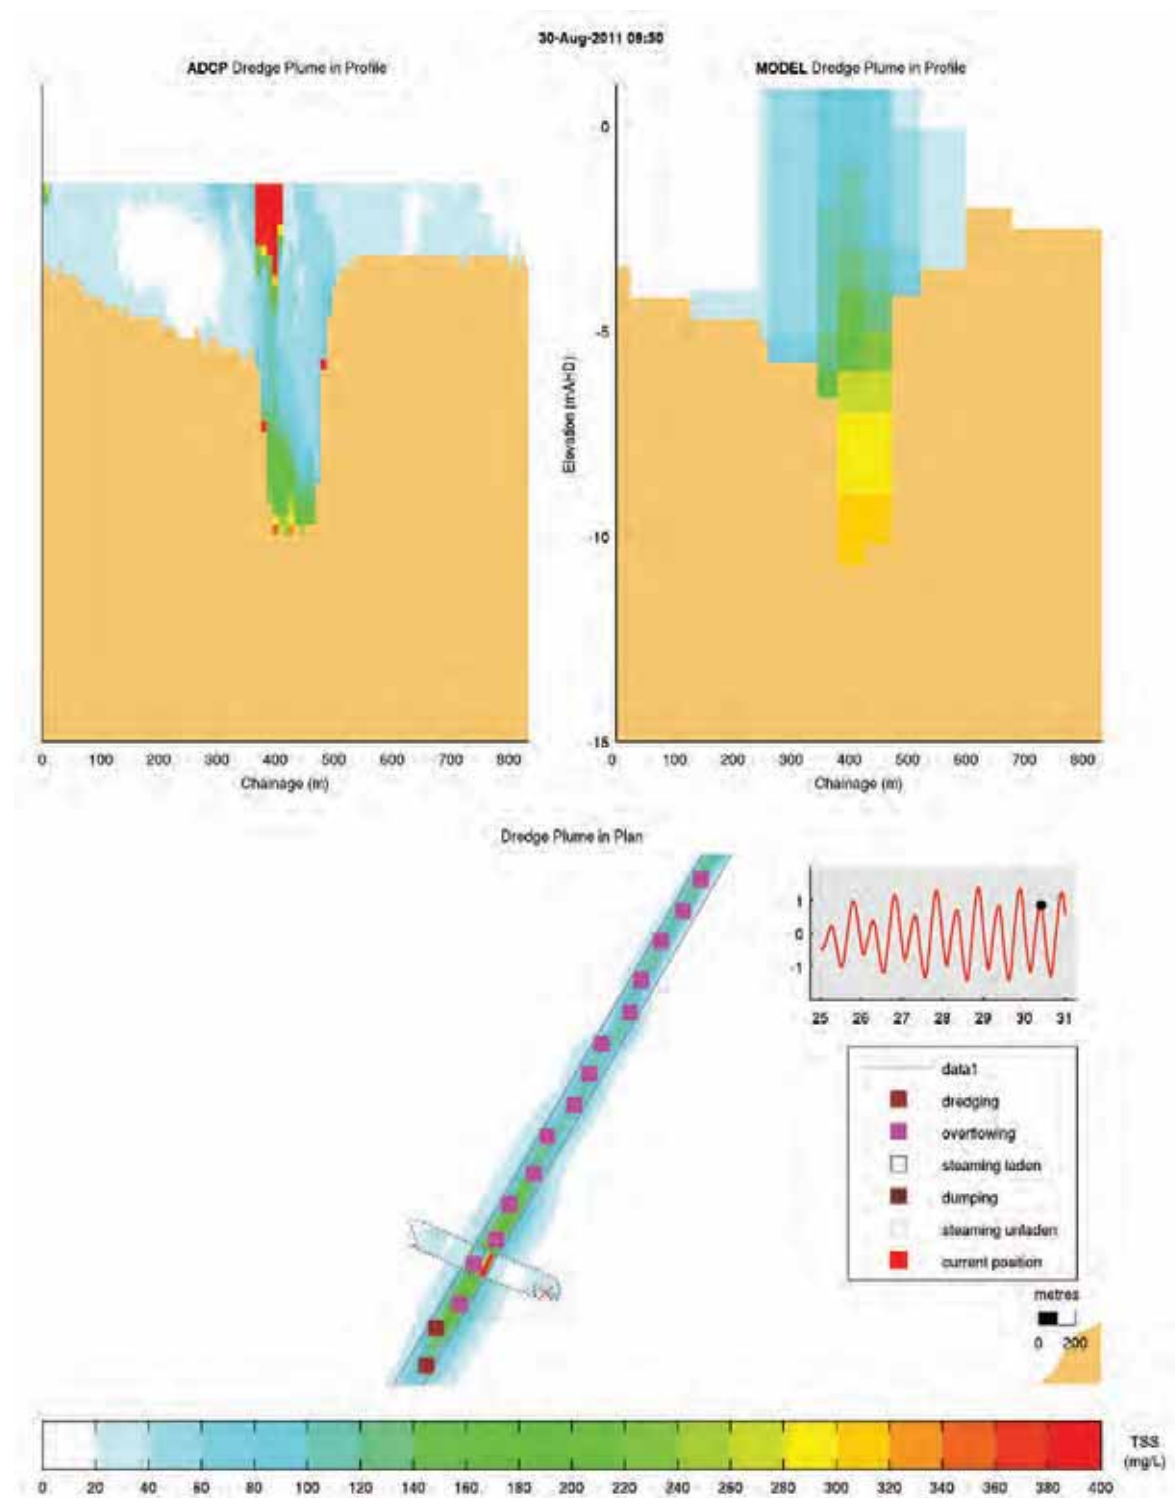 30-Aug-2011 09:50
ADCP Dredge Plume in Profile
MODEL Dredge Plume in Profile
0
-5
-10
-15
Elevation (mAHD)
0 100 200 300 400 500 600 700 800
Chainage (m)
0 100 200 300 400 500 600 700 800
Chainage (m)
Dredge Plume in Plan
1
0
-1
25 26 27 28 29 30 31
data1
dredging
overflowing
steaming laden
dumping
steaming unladen
current position
metres
0 200
0 20 40 60 80 100 120 140 160 180 200 220 240 260 280 300 320 340 360 380 400
TSS
(mg/L)